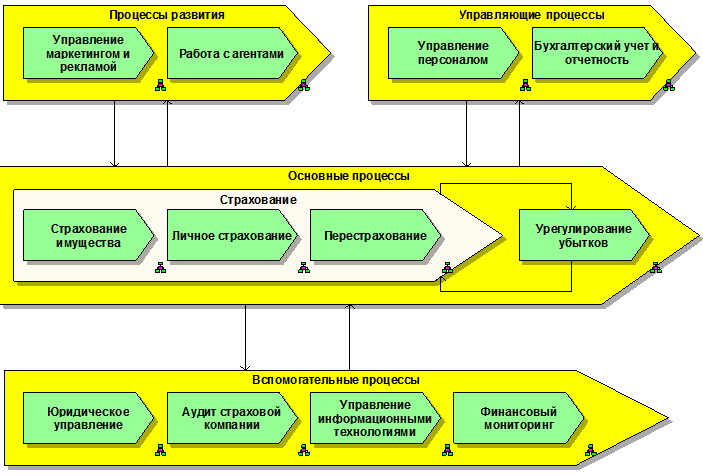 Процессы развития
Управление
маркетингом и
рекламой
Работа с агентами
Управляющие процессы
Управление
персоналом
Бухгалтерский учет и
отчетность
Основные процессы
Страхование
Страхование
имущества
Личное страхование
Перестрахование
Урегулирование
убытков
Вспомогательные процессы
Юридическое
управление
Аудит страховой
компании
Управление
информационными
технологиями
Финансовый
мониторинг